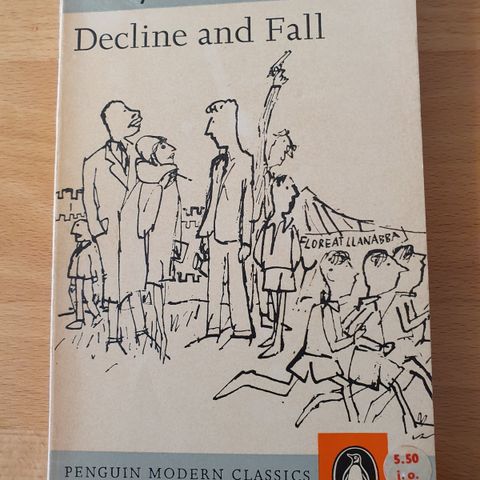 Decline and Fall
FLOREAT LLANABBA
PENGUIN MODERN CLASSICS
5.50
i.o.